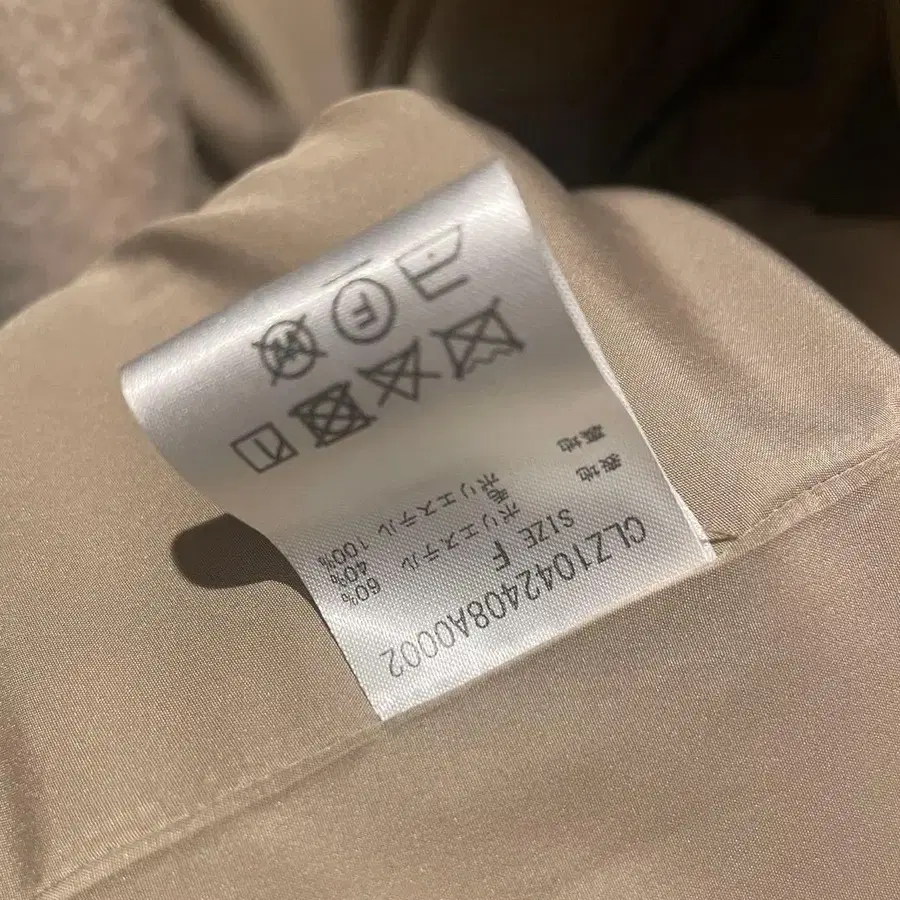 CLZ1042408A0002
SIZE F
表地 ポリエステル 60%
毛 40%
裏地 ポリエステル 100%
F
W